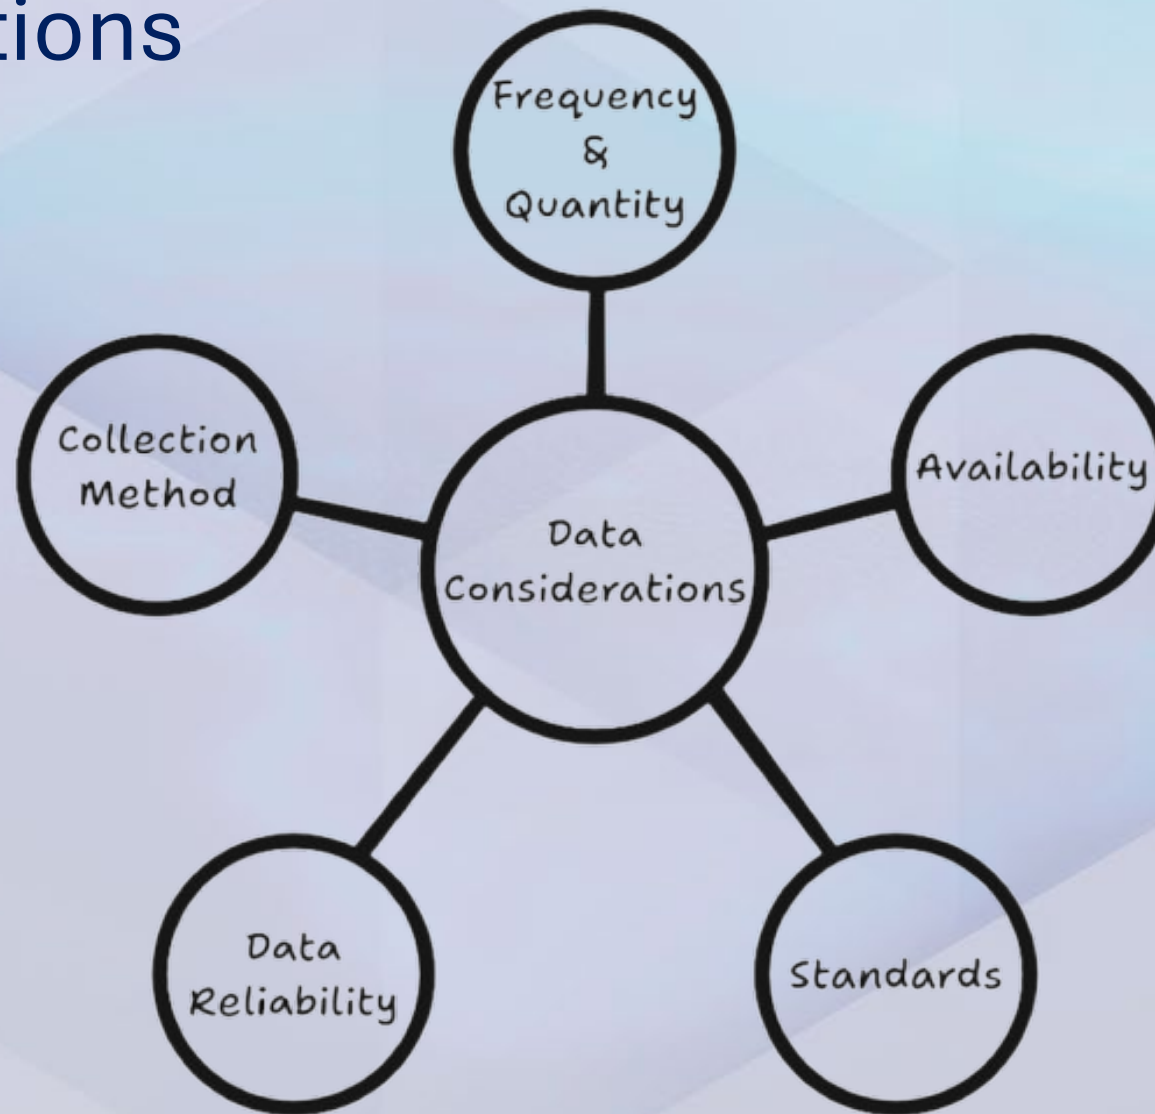 tions
Frequency
&
Quantity
Collection
Method
Availability
Data
Considerations
Data
Reliability
Standards